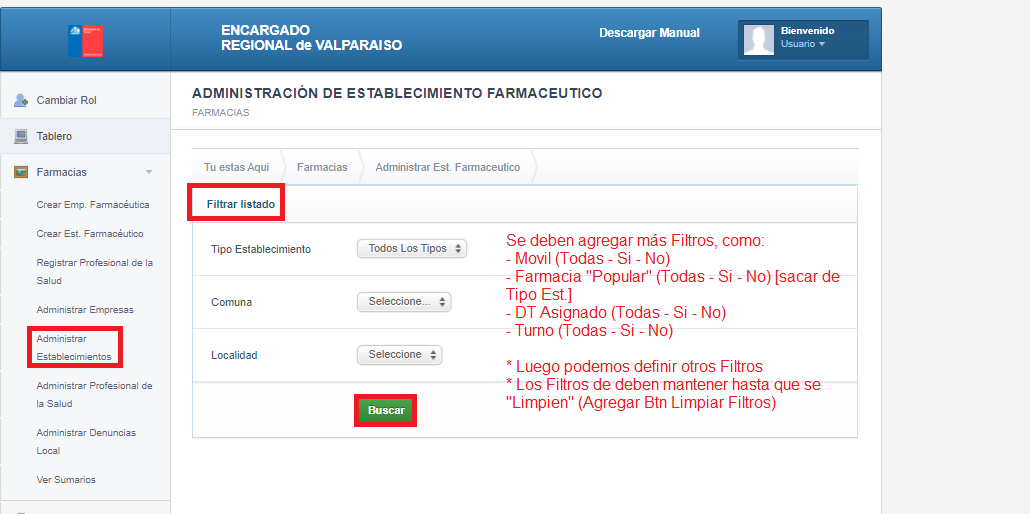 ENCARGADO
REGIONAL de VALPARAISO
Descargar Manual
Bienvenido
Usuario
Cambiar Rol
Tablero
Farmacias
Crear Emp. Farmacéutica
Crear Est. Farmacéutico
Registrar Profesional de la
Salud
Administrar Empresas
Administrar
Establecimientos
Administrar Profesional de
la Salud
Administrar Denuncias
Local
Ver Sumarios
ADMINISTRACIÓN DE ESTABLECIMIENTO FARMACEUTICO
FARMACIAS
Tu estas Aqui
Farmacias
Administrar Est. Farmaceutico
Filtrar listado
Tipo Establecimiento
Todos Los Tipos
Comuna
Seleccione...
Localidad
Seleccione
Buscar
Se deben agregar más Filtros, como:
- Movil (Todas - Si - No)
- Farmacia "Popular" (Todas - Si - No) [sacar de
Tipo Est.]
- DT Asignado (Todas - Si - No)
- Turno (Todas - Si - No)
* Luego podemos definir otros Filtros
* Los Filtros de deben mantener hasta que se
"Limpien" (Agregar Btn Limpiar Filtros)